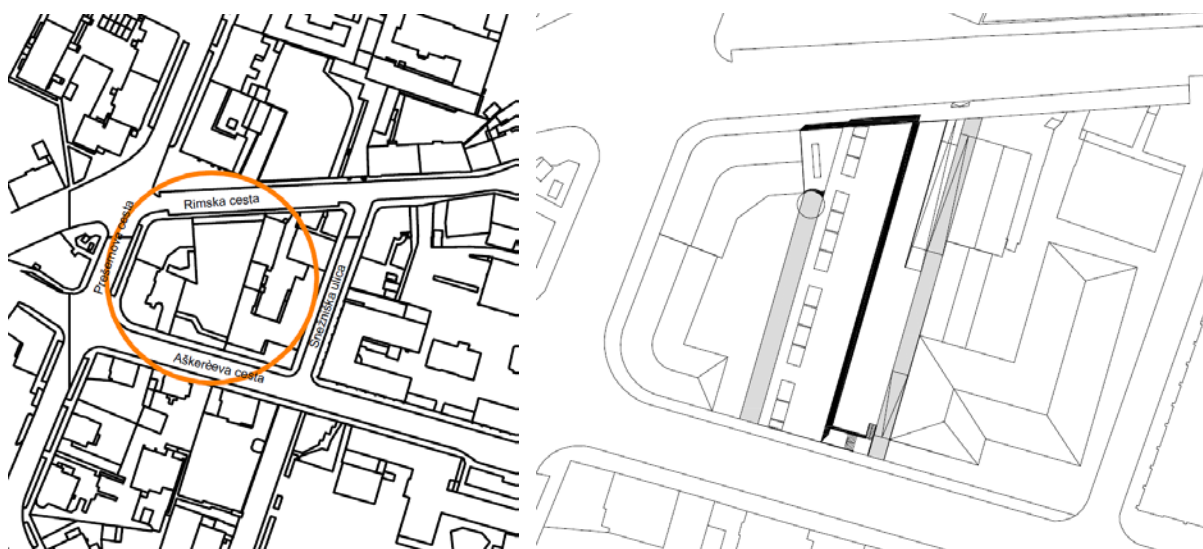 Rimska cesta
Prešernova cesta
Snežniška ulica
Aškerčeva cesta